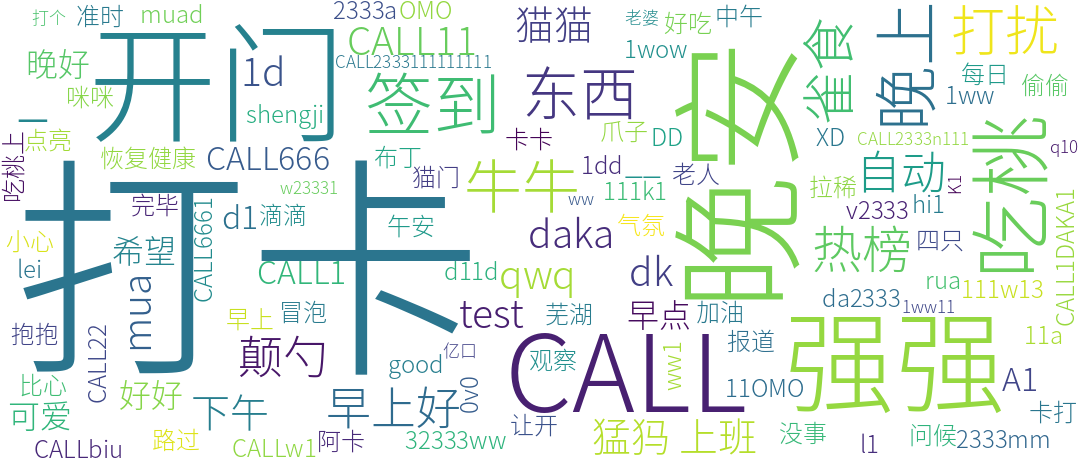 打个 准时 muad
2333a OMO
猫猫
老婆 好吃 中午
打扰
晚上
雀食
开门
CALL11
1wow
晚好
1d
签到
CALL2333111111111
东西
晚安
每日
偷偷
1ww
咪咪
shengji
一
点亮
卡卡
爪子 DD
XD
CALL2333n111
q10
吃桃上
恢复健康
CALL666
布丁
猫门
牛牛
1dd
__
老人
自动
吃桃
打卡
w23331
ww
111k1
拉稀
K1
完毕
d1
滴滴
午安
daka
气氛
v2333
hi1
小心
希望
CALL6661
热榜
四只
CALL1DAKA1
lei
CALL1
d11d
qwq
dk
rua
111w13
da2333
1ww11
mua
冒泡
test
芜湖
早点
加油
抱抱
早上
颠勺
亿口
CALL
ww1
报道
强强
11a
CALL22
good
观察
比心
0v0
11OMO
A1
可爱
好好
下午
早上好
让开
猛犸
上班
没事
问候
卡打
CALLbiu
路过
CALLw1
阿卡
32333ww
l1
2333mm